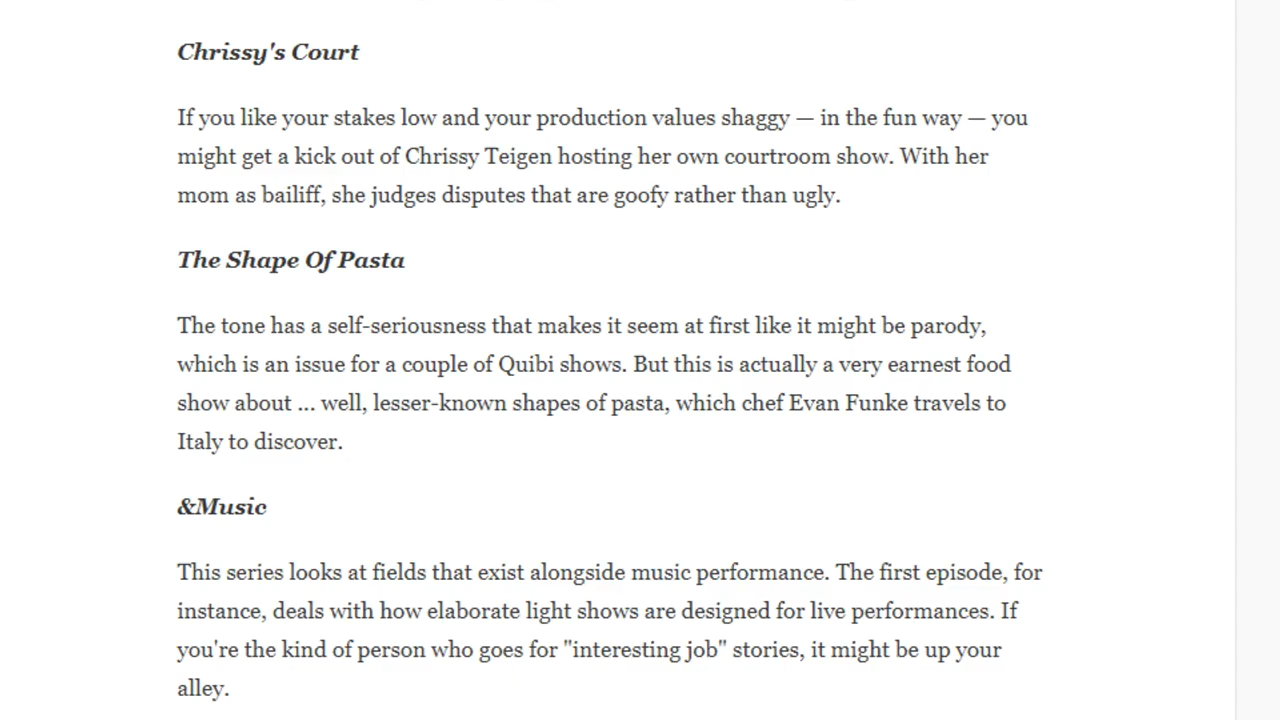 Chrissy's Court
If you like your stakes low and your production values shaggy — in the fun way — you
might get a kick out of Chrissy Teigen hosting her own courtroom show. With her
mom as bailiff, she judges disputes that are goofy rather than ugly.
The Shape Of Pasta
The tone has a self-seriousness that makes it seem at first like it might be parody,
which is an issue for a couple of Quibi shows. But this is actually a very earnest food
show about ... well, lesser-known shapes of pasta, which chef Evan Funke travels to
Italy to discover.
&Music
This series looks at fields that exist alongside music performance. The first episode, for
instance, deals with how elaborate light shows are designed for live performances. If
you're the kind of person who goes for "interesting job" stories, it might be up your
alley.